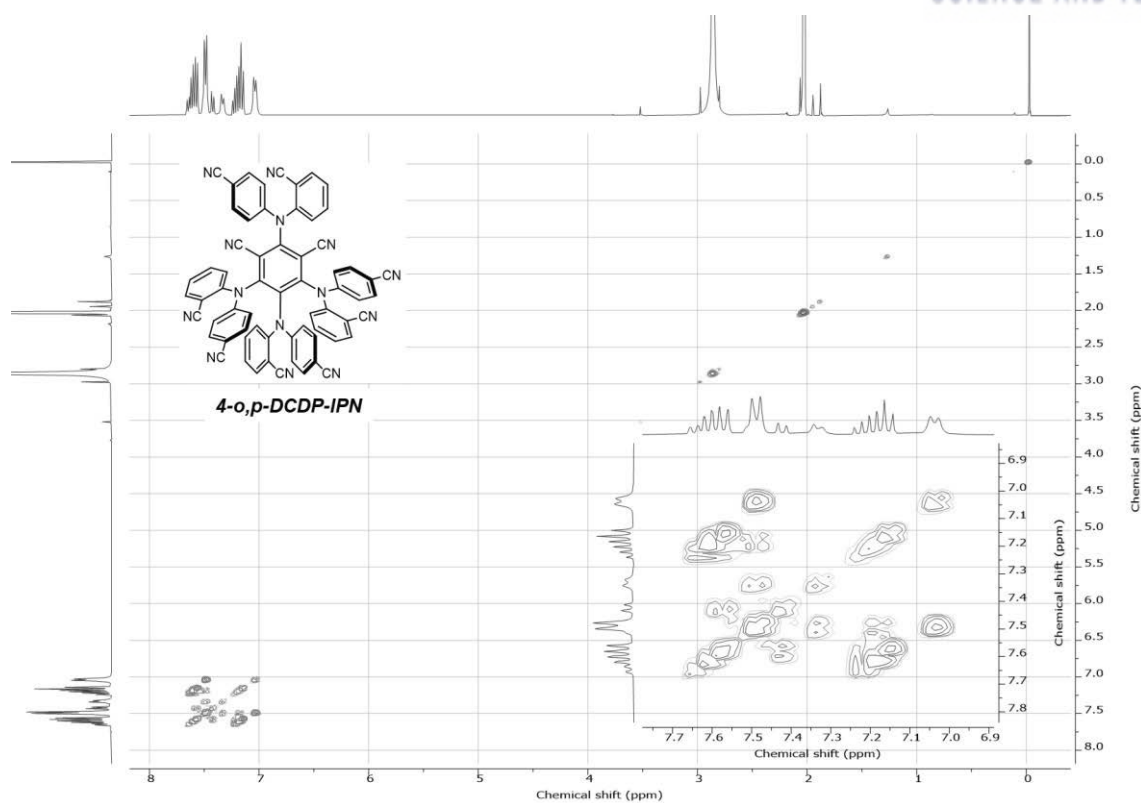 NC
NC
N
NC
CN
CN
N
N
NC
CN
N
NC
NC
CN
CN
4-o,p-DCDP-IPN
0.0
0.5
1.0
1.5
2.0
2.5
3.0
3.5
4.0
4.5
5.0
5.5
6.0
6.5
7.0
7.5
8.0
Chemical shift (ppm)
6.9
7.0
7.1
7.2
7.3
7.4
7.5
7.6
7.7
7.8
Chemical shift (ppm)
7.7 7.6 7.5 7.4 7.3 7.2 7.1 7.0 6.9
Chemical shift (ppm)
8 7 6 5 4 3 2 1 0
Chemical shift (ppm)